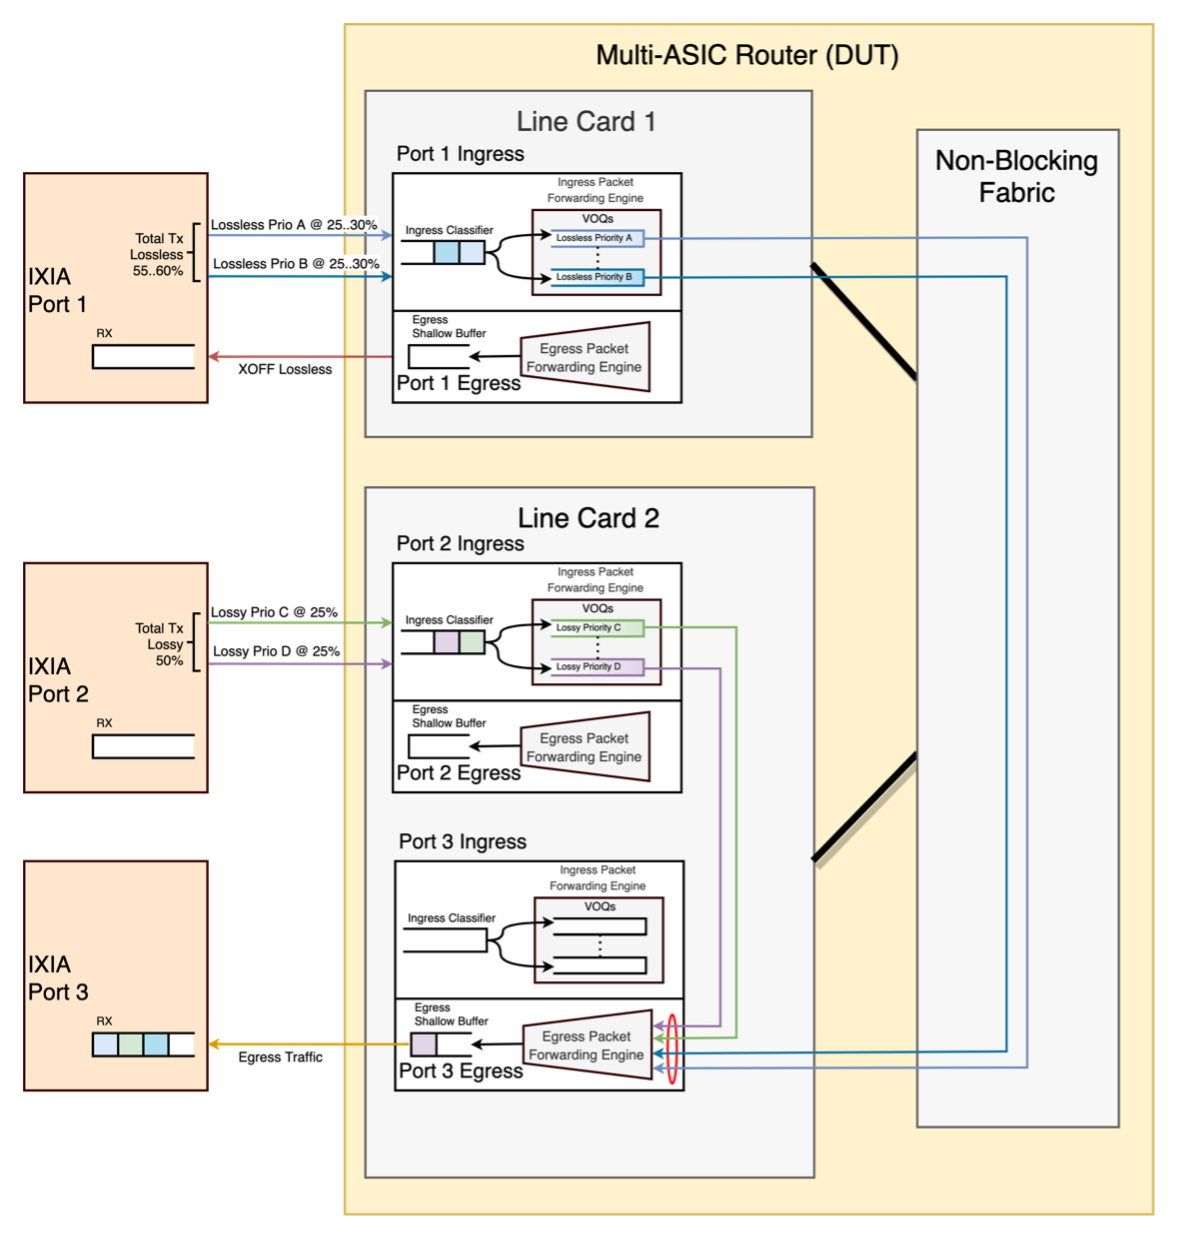 Multi-ASIC Router (DUT)
Line Card 1
Non-Blocking
Fabric
Port 1 Ingress
Ingress Packet
Forwarding Engine
VOQs
Ingress Classifier
Lossless Priority A
Lossless Priority B
Lossless Prio A @ 25..30%
Lossless Prio B @ 25..30%
Total Tx
Lossless
55..60%
IXIA
Port 1
RX
XOFF Lossless
Egress
Shallow Buffer
Egress Packet
Forwarding Engine
Port 1 Egress
Line Card 2
Port 2 Ingress
Ingress Packet
Forwarding Engine
VOQs
Ingress Classifier
Lossy Priority C
Lossy Priority D
Lossy Prio C @ 25%
Lossy Prio D @ 25%
Total Tx
Lossy
50%
IXIA
Port 2
RX
Egress
Shallow Buffer
Egress Packet
Forwarding Engine
Port 2 Egress
Port 3 Ingress
Ingress Packet
Forwarding Engine
VOQs
Ingress Classifier
IXIA
Port 3
RX
Egress Traffic
Egress
Shallow Buffer
Egress Packet
Forwarding Engine
Port 3 Egress